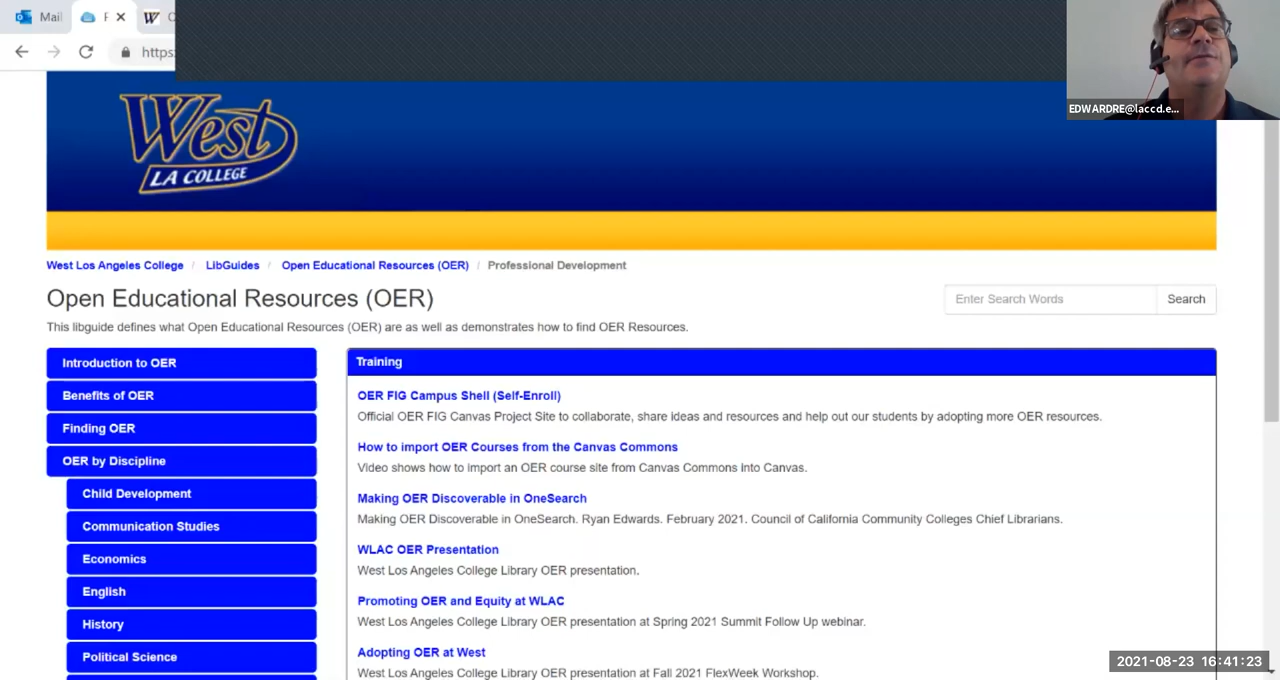 Mail
https:
EDWARDRE@laccd.e...
West
LA COLLEGE
West Los Angeles College / LibGuides / Open Educational Resources (OER) / Professional Development
Open Educational Resources (OER)
Enter Search Words
Search
This libguide defines what Open Educational Resources (OER) are as well as demonstrates how to find OER Resources.
Introduction to OER
Benefits of OER
Finding OER
OER by Discipline
Child Development
Communication Studies
Economics
English
History
Political Science
Training
OER FIG Campus Shell (Self-Enroll)
Official OER FIG Canvas Project Site to collaborate, share ideas and resources and help out our students by adopting more OER resources.
How to import OER Courses from the Canvas Commons
Video shows how to import an OER course site from Canvas Commons into Canvas.
Making OER Discoverable in OneSearch
Making OER Discoverable in OneSearch. Ryan Edwards. February 2021. Council of California Community Colleges Chief Librarians.
WLAC OER Presentation
West Los Angeles College Library OER presentation.
Promoting OER and Equity at WLAC
West Los Angeles College Library OER presentation at Spring 2021 Summit Follow Up webinar.
Adopting OER at West
West Los Angeles College Library OER presentation at Fall 2021 FlexWeek Workshop.
2021-08-23 16:41:23